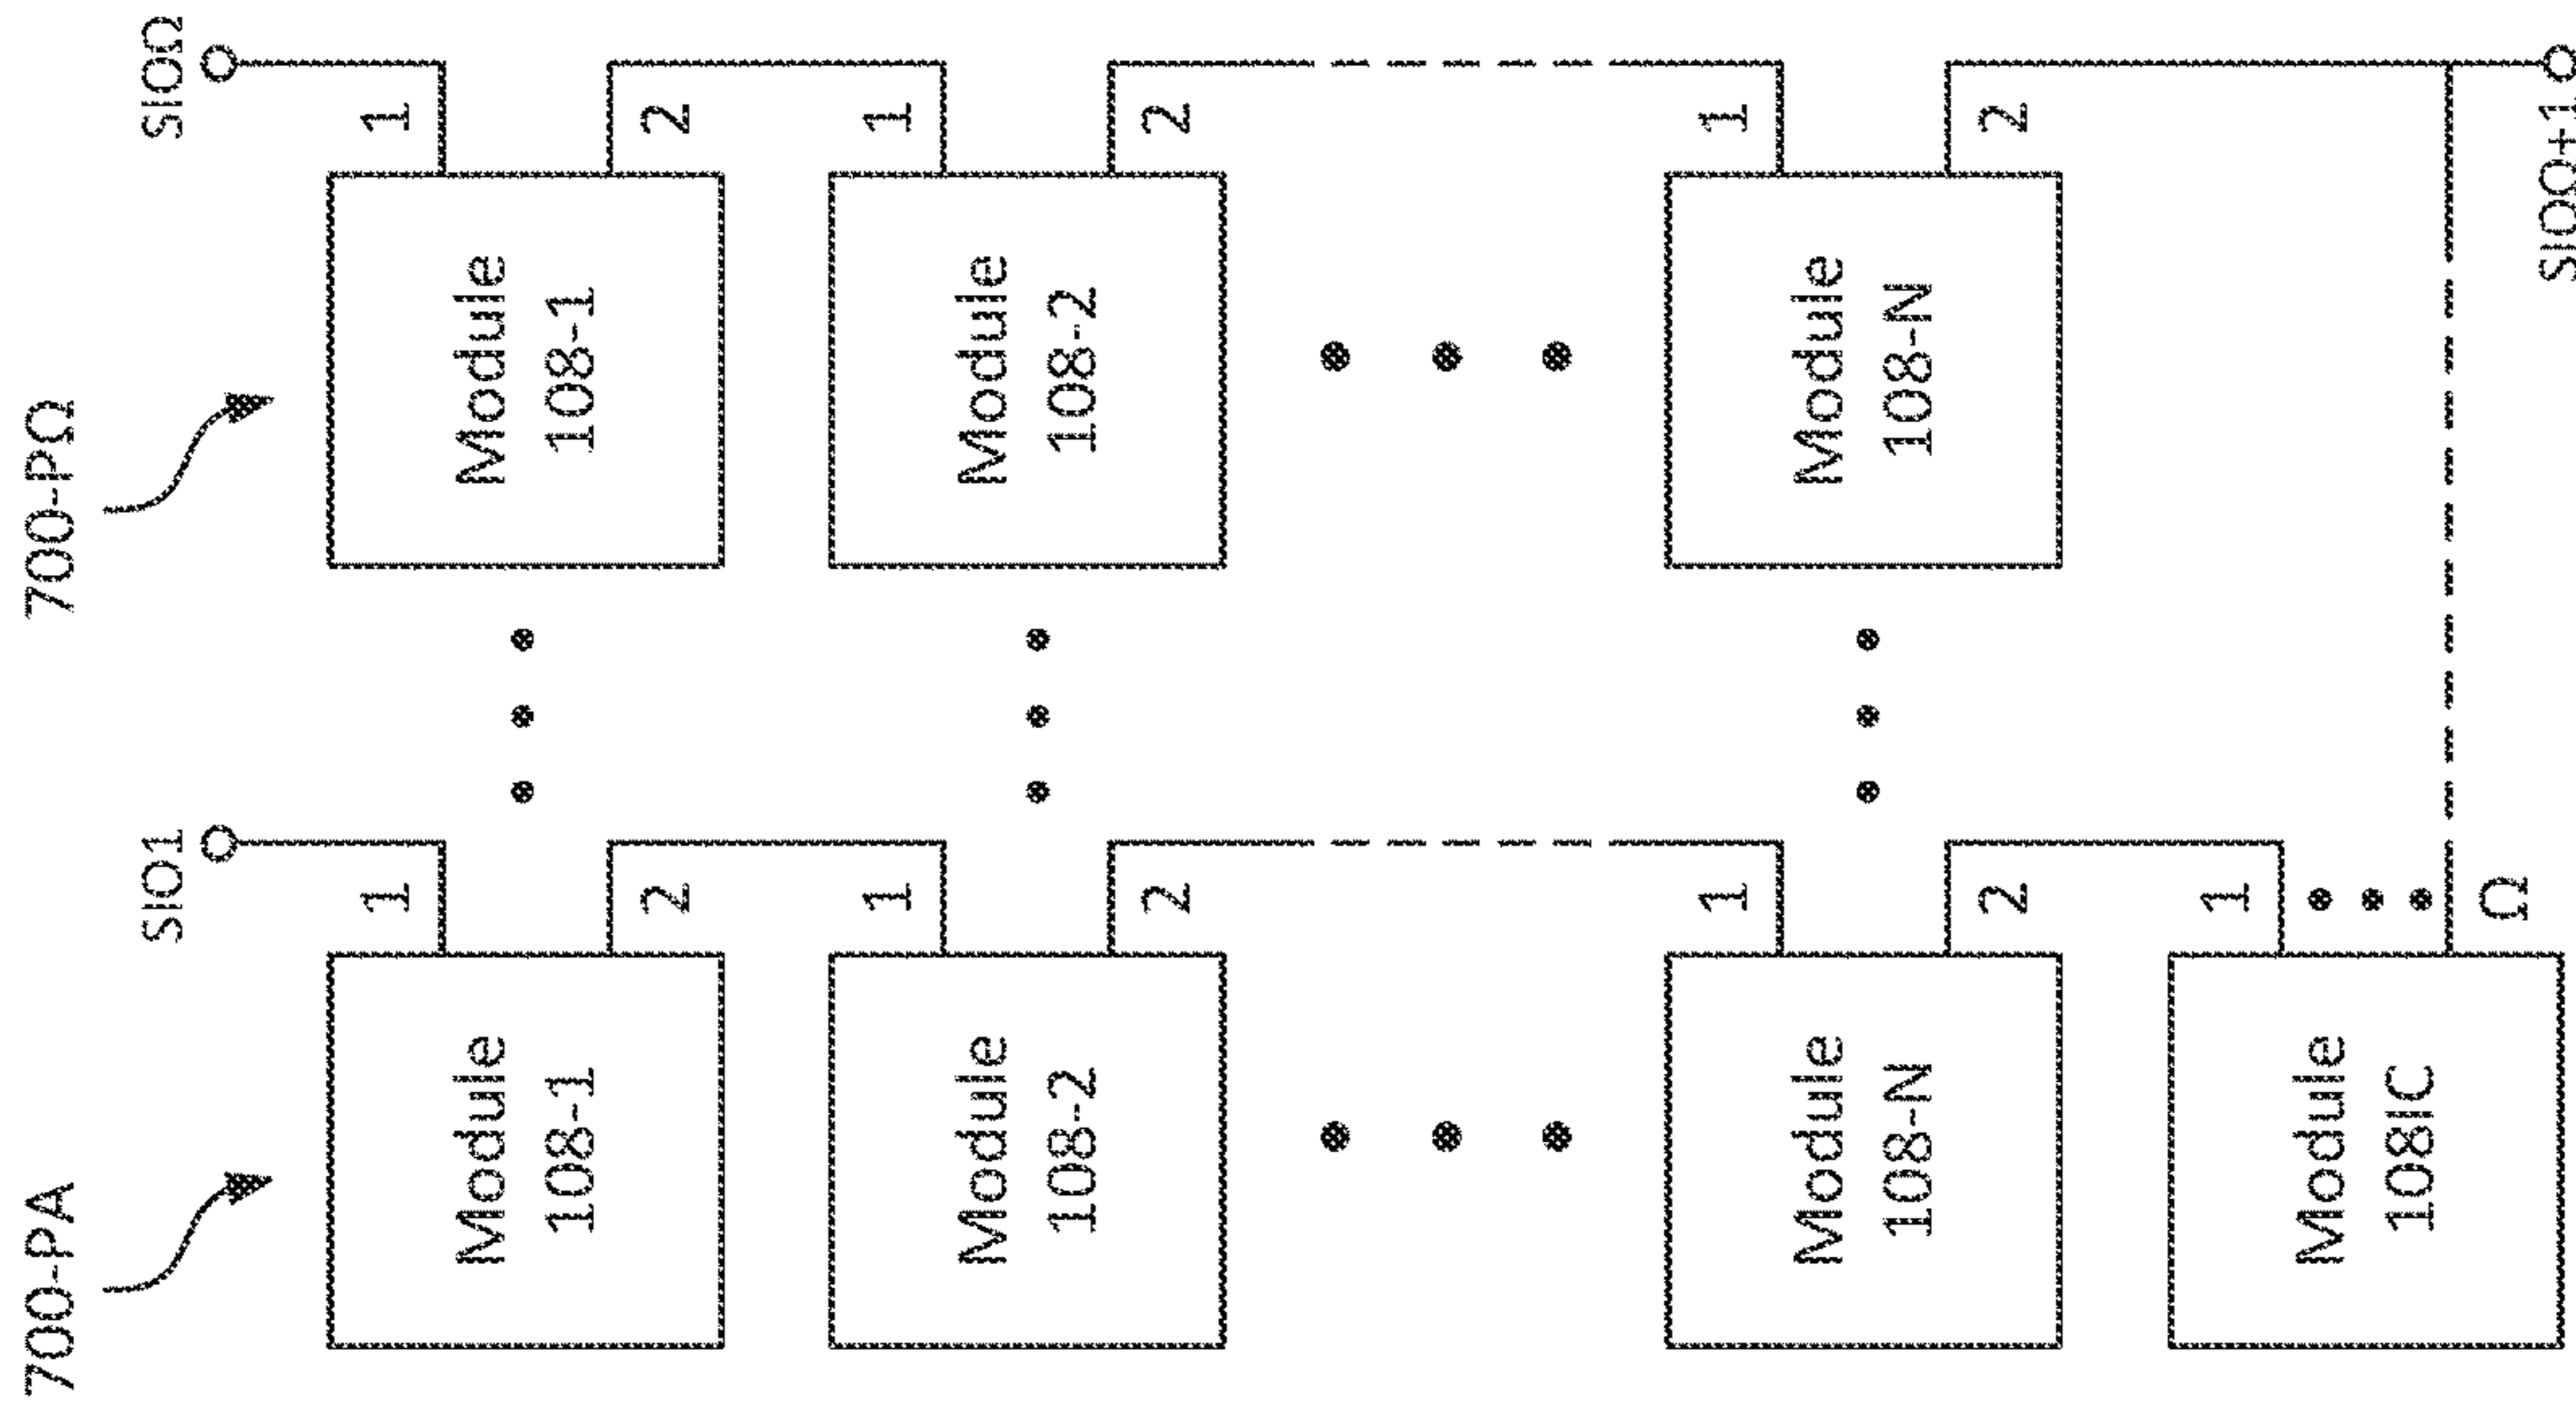 700-PA
700-PΩ
SIO1
SIOΩ
1
1
Module
108-1
Module
108-1
2
2
1
1
Module
108-2
Module
108-2
2
2
1
1
Module
108-N
Module
108-N
2
2
1
Module
108IC
Ω
SIOΩ+1